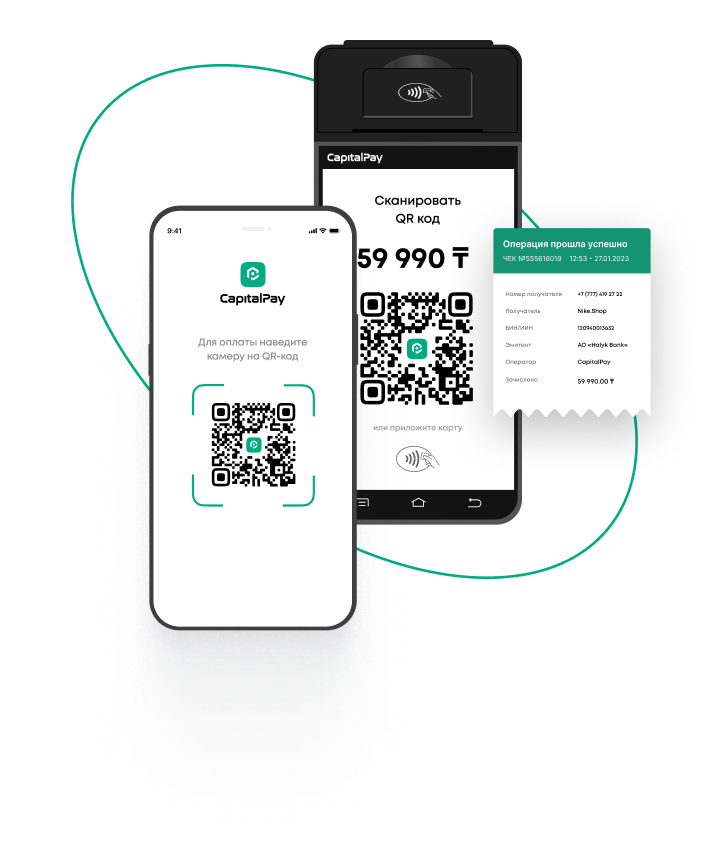 CapitalPay
Сканировать
QR код
59 990 ₸
или приложите карту
9:41
CapitalPay
Для оплаты наведите
камеру на QR-код
Операция прошла успешно
ЧЕК №555616019 12:53 • 27.01.2023
Номер получателя +7 (777) 419 27 22
Получатель Nike.Shop
БИН/ИИН 120940013632
Эмитент АО «Halyk Bank»
Оператор CapitalPay
Зачислено 59 990.00 ₸